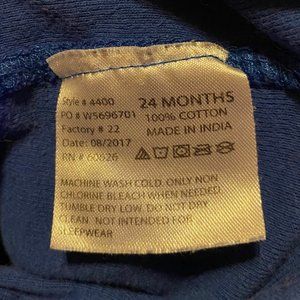 Style # 4400
PO # W5696701
Factory # 22
Date: 08/2017
RN # 60826
24 MONTHS
100% COTTON
MADE IN INDIA
MACHINE WASH COLD. ONLY NON
CHLORINE BLEACH WHEN NEEDED
TUMBLE DRY LOW. DO NOT DRY
CLEAN. NOT INTENDED FOR
SLEEPWEAR